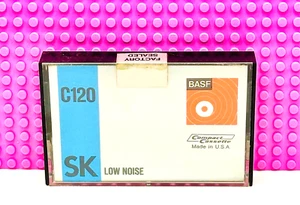 FACTORY
SEALED
C120
BASF
Compact
Cassette
Made in U.S.A.
SK LOW NOISE